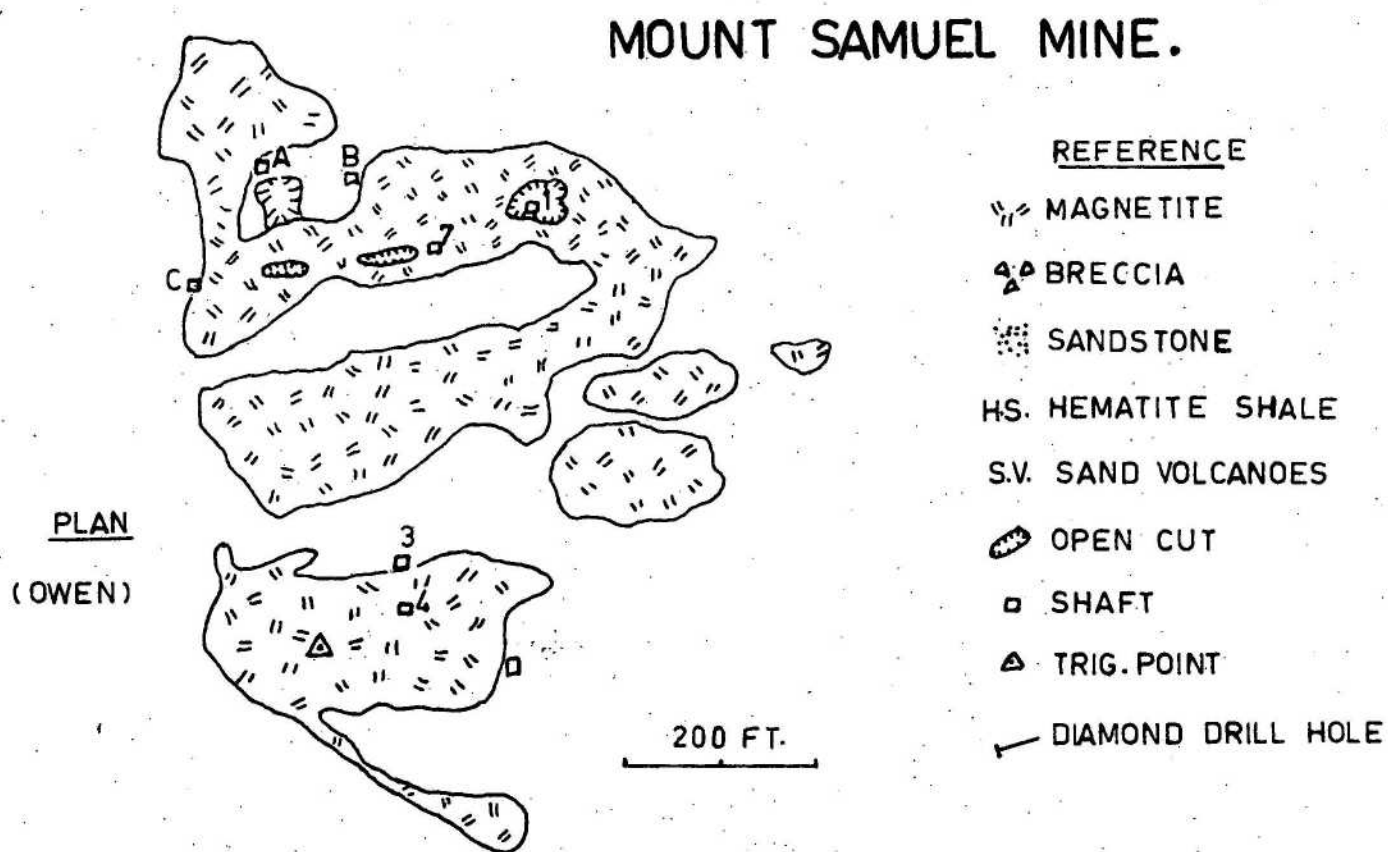 MOUNT SAMUEL MINE.
REFERENCE
MAGNETITE
BRECCIA
SANDSTONE
H.S. HEMATITE SHALE
S.V. SAND VOLCANOES
OPEN CUT
SHAFT
TRIG. POINT
DIAMOND DRILL HOLE
A
B
1
7
C
PLAN
(OWEN)
3
4
200 FT.